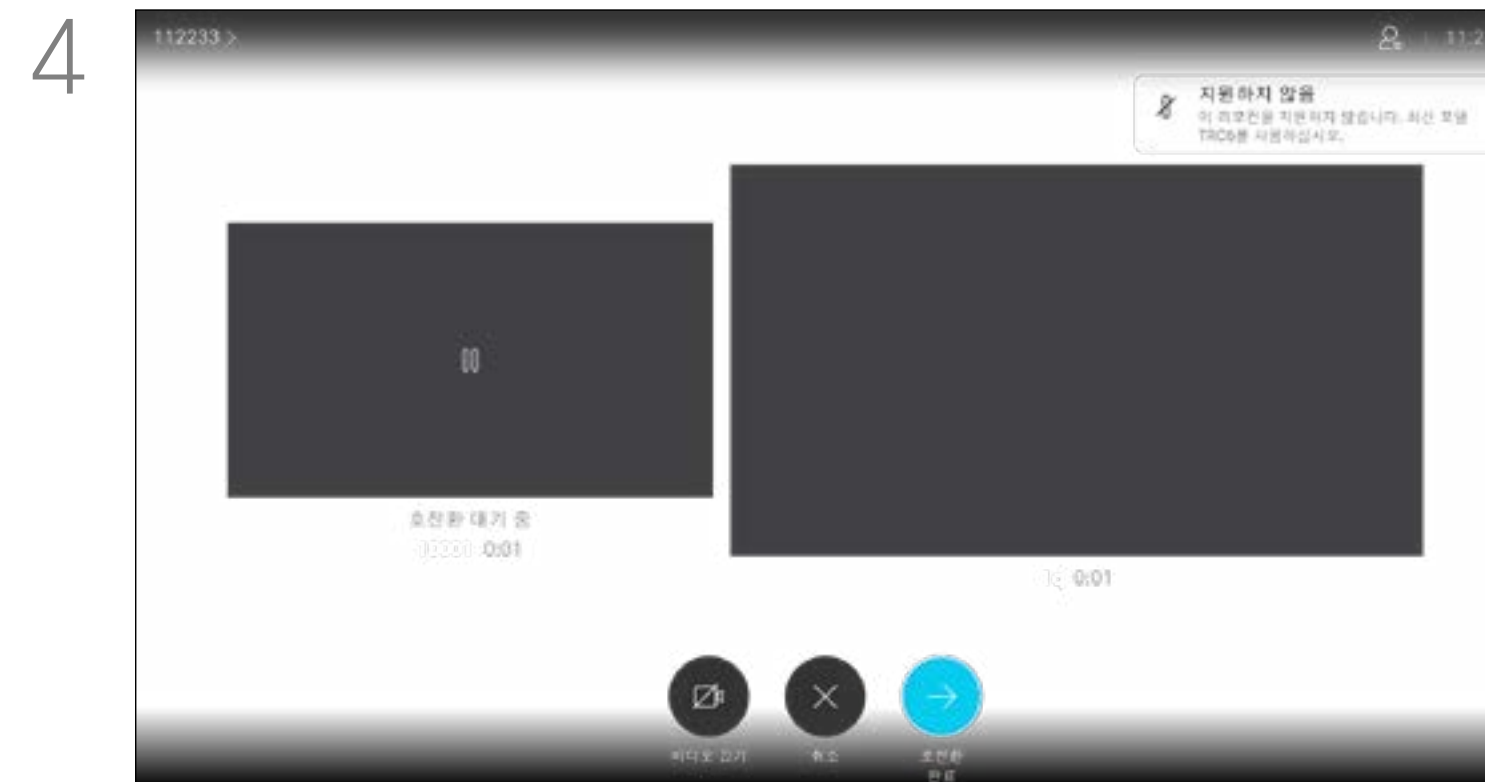 4
112233 >
11:2
지원하지 않음
이 리모컨을 지원하지 않습니다. 최신 모델
TRC6를 사용하십시오.
호전환 대기 중
0:01
0:01
비디오 끄기
취소
호전환
완료